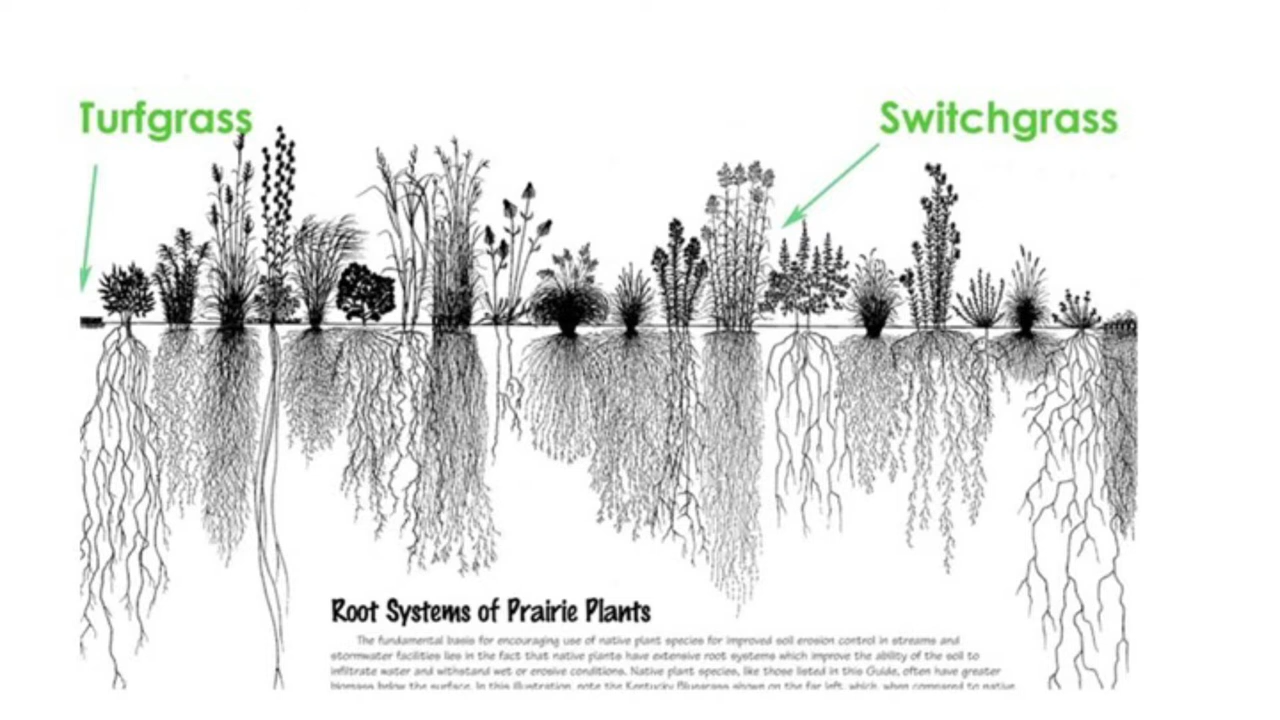 Turfgrass
Switchgrass
Root Systems of Prairie Plants
The fundamental basis for encouraging use of native plant species for improved soil erosion control in streams and
stormwater facilities lies in the fact that native plants have extensive root systems which improve the ability of the soil to
infiltrate water and withstand wet or erosive conditions. Native plant species, like those listed in this Guide, often have greater
biomass below the surface. In this illustration, note the Kentucky Bluegrass shown on the far left, which, when compared to native